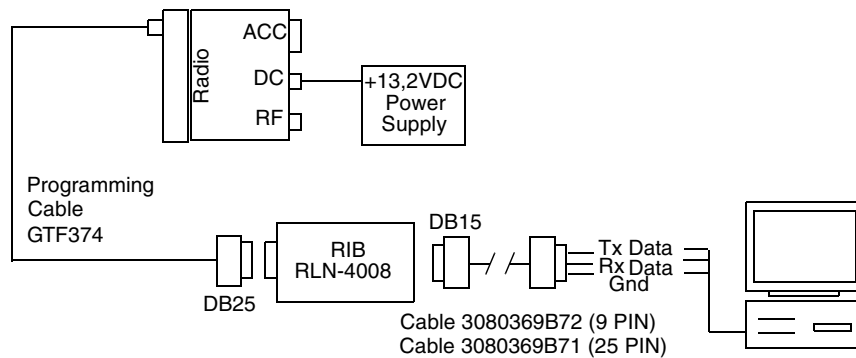 ACC
Radio
DC
RF
+13,2VDC
Power
Supply
Programming
Cable
GTF374
DB25
RIB
RLN-4008
DB15
Tx Data
Rx Data
Gnd
Cable 3080369B72 (9 PIN)
Cable 3080369B71 (25 PIN)